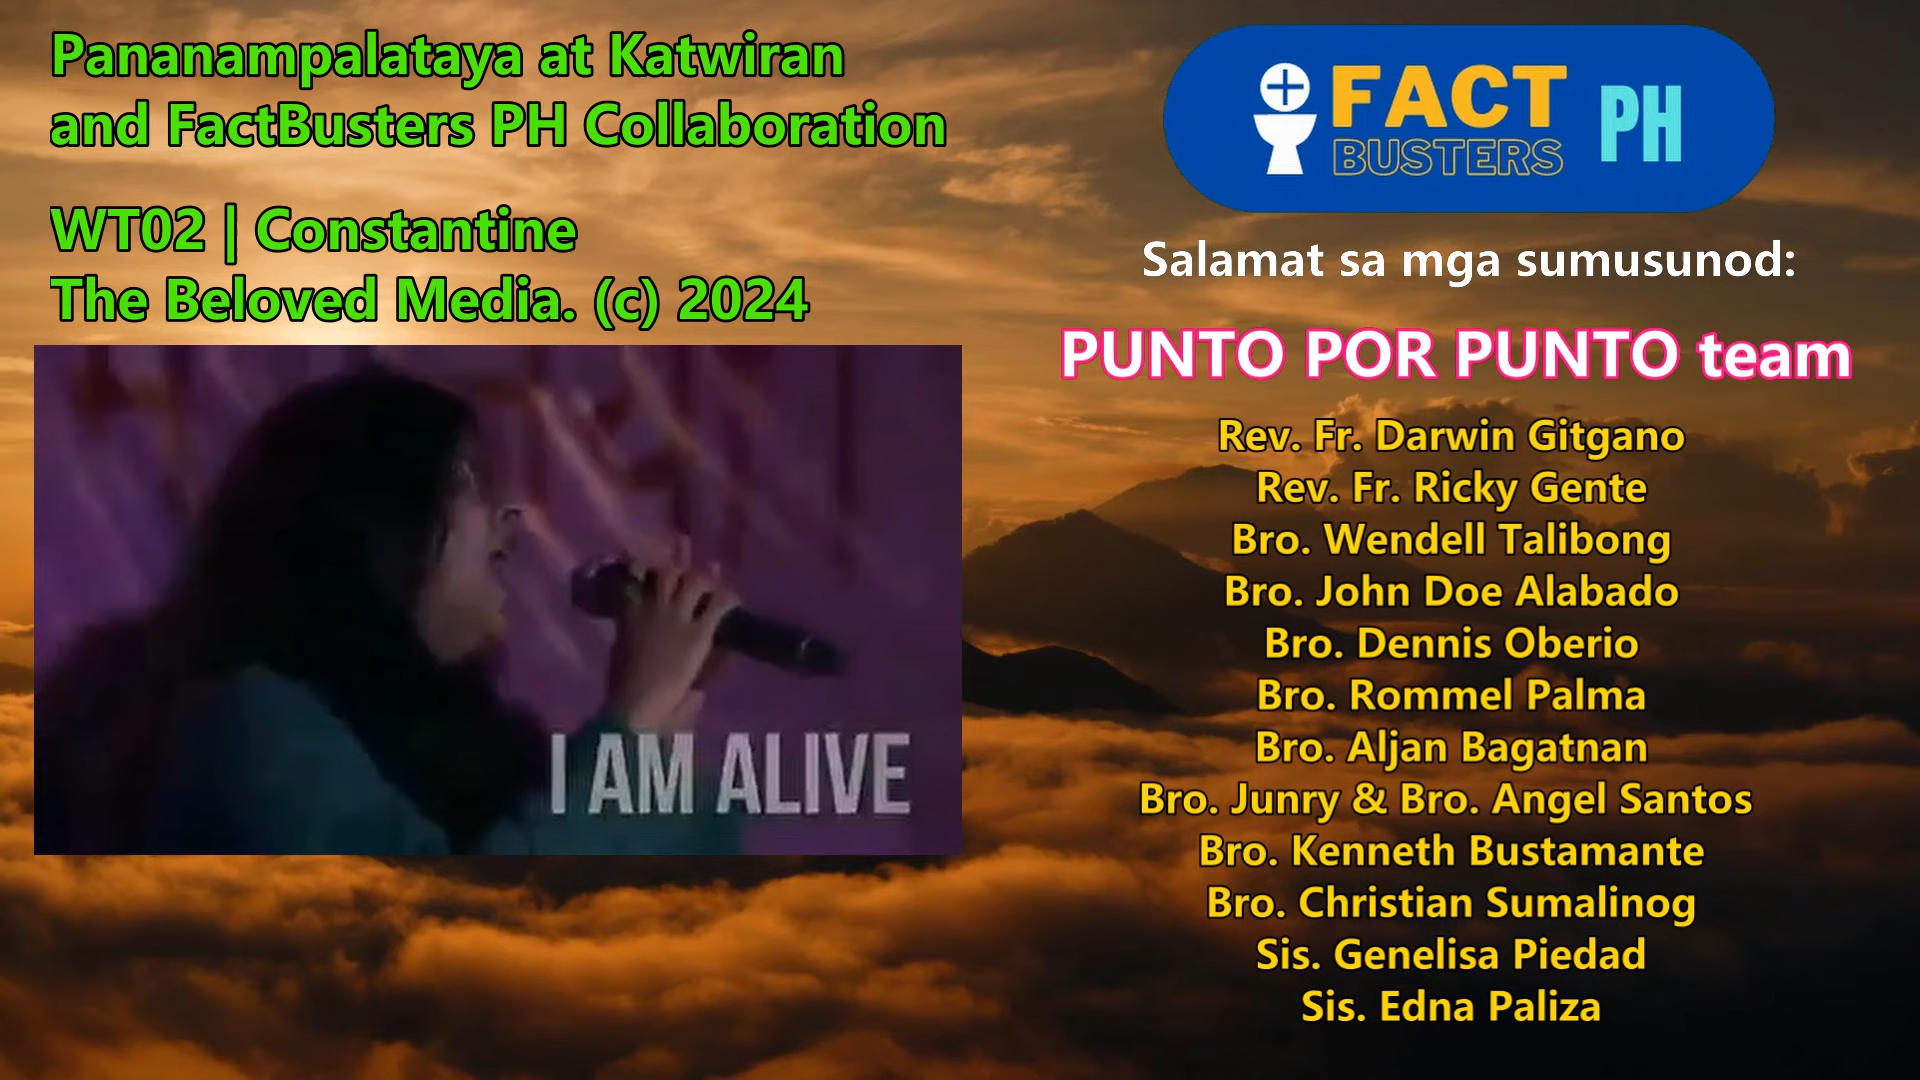 Pananampalataya at Katwiran
and FactBusters PH Collaboration
WT02 | Constantine
The Beloved Media. (c) 2024
I AM ALIVE
FACT
BUSTERS
PH
Salamat sa mga sumusunod:
PUNTO POR PUNTO team
Rev. Fr. Darwin Gitgano
Rev. Fr. Ricky Gente
Bro. Wendell Talibong
Bro. John Doe Alabado
Bro. Dennis Oberio
Bro. Rommel Palma
Bro. Aljan Bagatnan
Bro. Junry & Bro. Angel Santos
Bro. Kenneth Bustamante
Bro. Christian Sumalinog
Sis. Genelisa Piedad
Sis. Edna Paliza